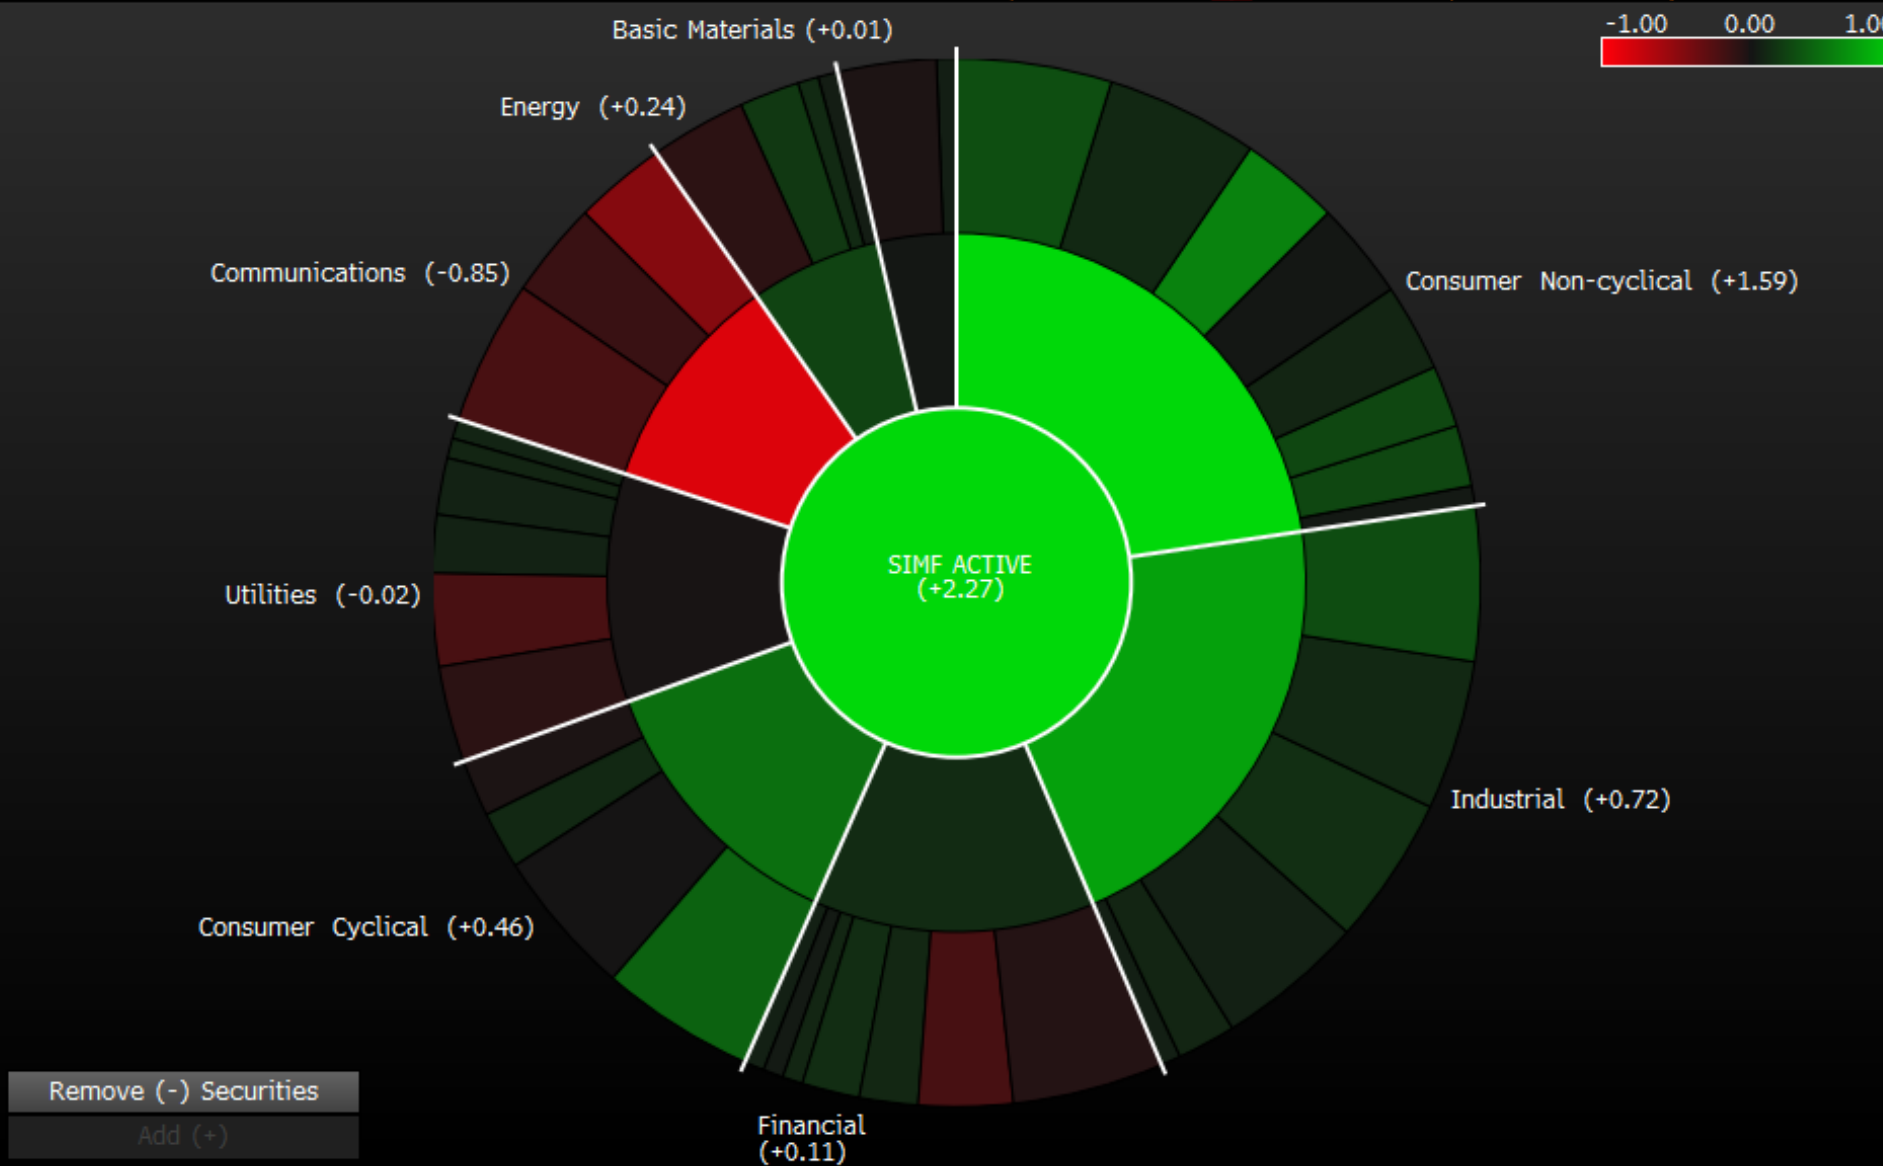 Basic Materials (+0.01)
-1.00 0.00 1.00
Energy (+0.24)
Communications (-0.85)
Consumer Non-cyclical (+1.59)
SIMF ACTIVE
(+2.27)
Utilities (-0.02)
Industrial (+0.72)
Consumer Cyclical (+0.46)
Remove (-) Securities
Add (+)
Financial
(+0.11)